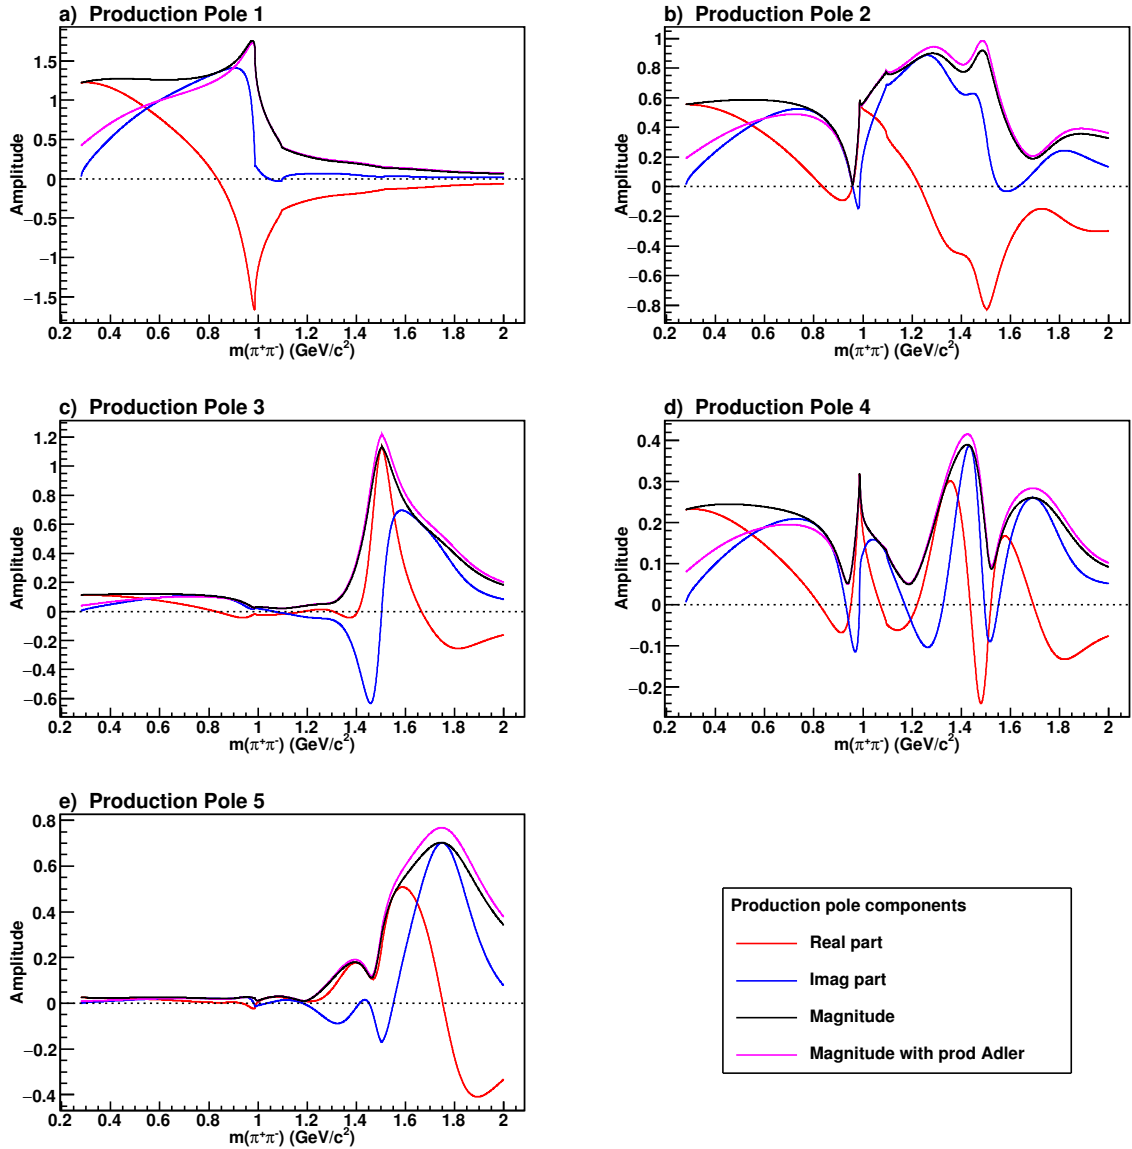 a) Production Pole 1
Amplitude
1.5
1
0.5
0
−0.5
−1
−1.5
0.2 0.4 0.6 0.8 1 1.2 1.4 1.6 1.8 2
m(π⁺π⁻) (GeV/c²)
b) Production Pole 2
Amplitude
1
0.8
0.6
0.4
0.2
0
−0.2
−0.4
−0.6
−0.8
0.2 0.4 0.6 0.8 1 1.2 1.4 1.6 1.8 2
m(π⁺π⁻) (GeV/c²)
c) Production Pole 3
Amplitude
1.2
1
0.8
0.6
0.4
0.2
0
−0.2
−0.4
−0.6
0.2 0.4 0.6 0.8 1 1.2 1.4 1.6 1.8 2
m(π⁺π⁻) (GeV/c²)
d) Production Pole 4
Amplitude
0.4
0.3
0.2
0.1
0
−0.1
−0.2
0.2 0.4 0.6 0.8 1 1.2 1.4 1.6 1.8 2
m(π⁺π⁻) (GeV/c²)
e) Production Pole 5
Amplitude
0.8
0.6
0.4
0.2
0
−0.2
−0.4
0.2 0.4 0.6 0.8 1 1.2 1.4 1.6 1.8 2
m(π⁺π⁻) (GeV/c²)
Production pole components
Real part
Imag part
Magnitude
Magnitude with prod Adler